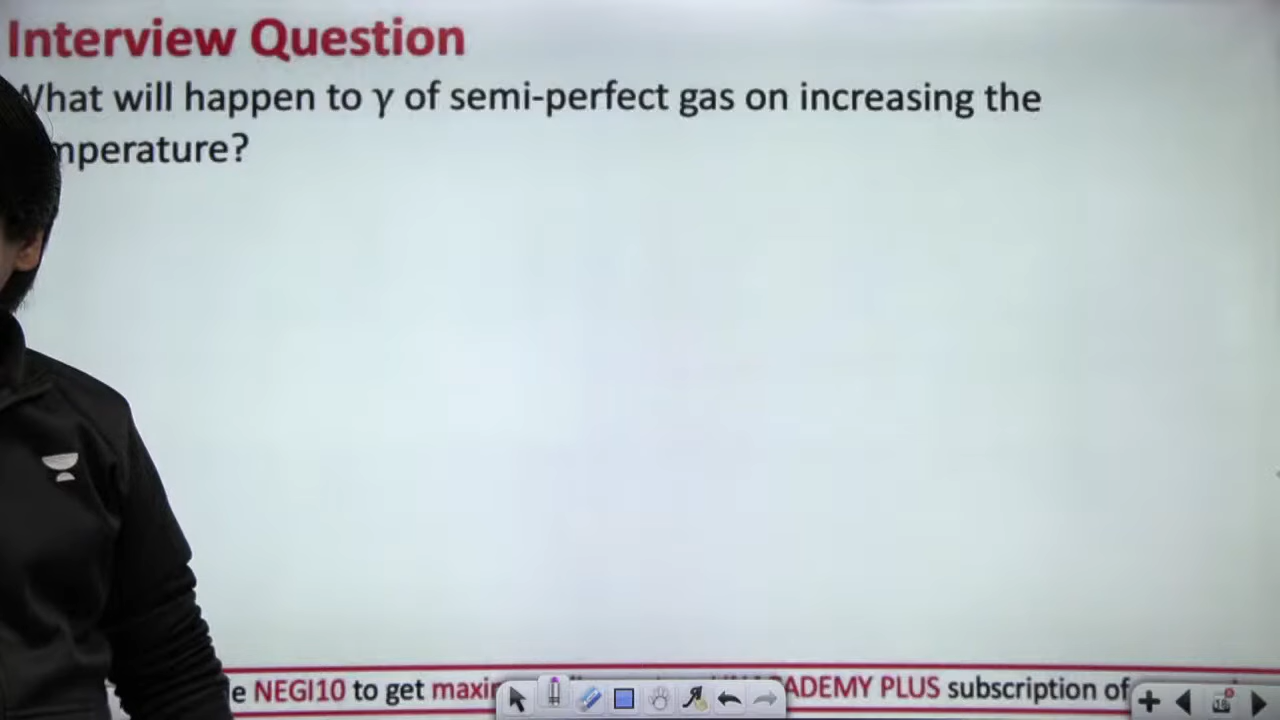 Interview Question
What will happen to γ of semi-perfect gas on increasing the
mperature?
e NEGI10 to get maxi ADEMY PLUS subscription of